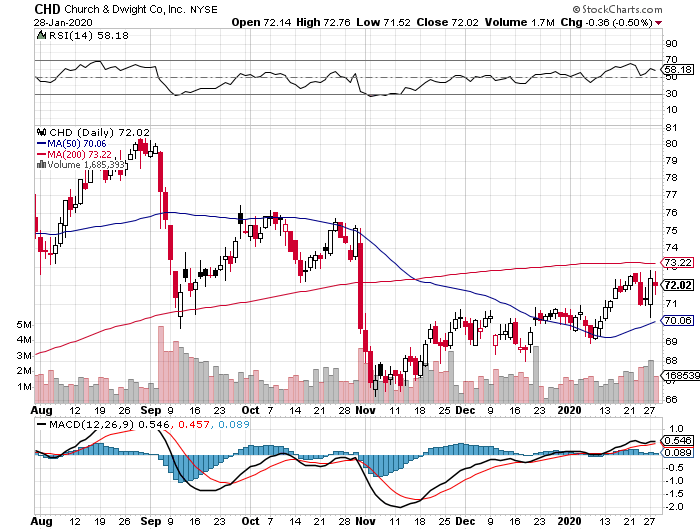 CHD Church & Dwight Co, Inc. NYSE © StockCharts.com
28-Jan-2020 Open 72.14 High 72.76 Low 71.52 Close 72.02 Volume 1.7M Chg -0.36 (-0.50%)
RSI(14) 58.18
90
70
58.18
50
30
10
CHD (Daily) 72.02
MA(50) 70.06
MA(200) 73.22
Volume 1,685,393
81
80
79
78
77
76
75
74
73.22
72.02
71
70.06
69
68
67
66
5M
4M
3M
2M
1M
168539
Aug 12 19 26 Sep 9 16 23 Oct 7 14 21 28 Nov 11 18 25 Dec 9 16 23 2020 13 21 27
MACD(12,26,9) 0.546, 0.457, 0.089
1.0
0.546
0.089
-0.5
-1.0
-1.5
-2.0
Aug 12 19 26 Sep 9 16 23 Oct 7 14 21 28 Nov 11 18 25 Dec 9 16 23 2020 13 21 27